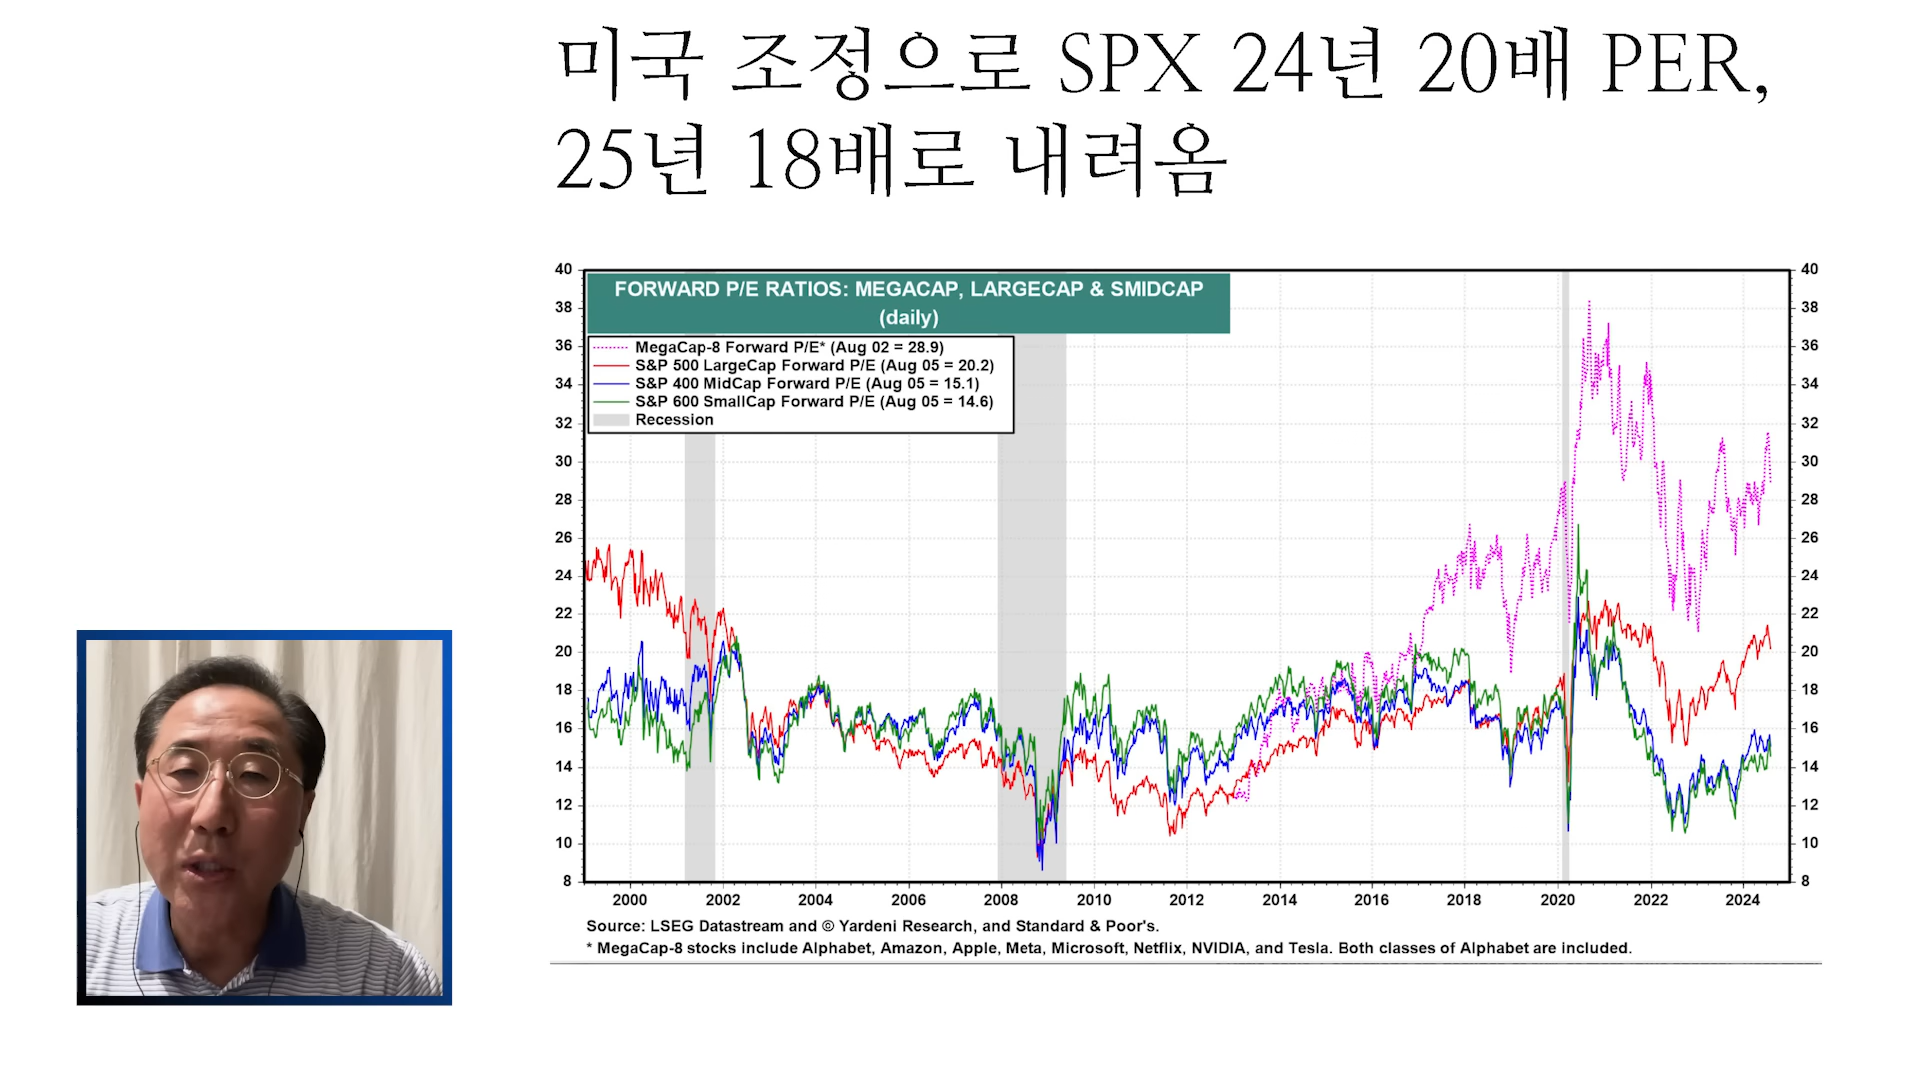 미국 조정으로 SPX 24년 20배 PER,
25년 18배로 내려옴
FORWARD P/E RATIOS: MEGACAP, LARGECAP & SMIDCAP
(daily)
MegaCap-8 Forward P/E* (Aug 02 = 28.9)
S&P 500 LargeCap Forward P/E (Aug 05 = 20.2)
S&P 400 MidCap Forward P/E (Aug 05 = 15.1)
S&P 600 SmallCap Forward P/E (Aug 05 = 14.6)
Recession
40 40
38 38
36 36
34 34
32 32
30 30
28 28
26 26
24 24
22 22
20 20
18 18
16 16
14 14
12 12
10 10
8 8
2000 2002 2004 2006 2008 2010 2012 2014 2016 2018 2020 2022 2024
Source: LSEG Datastream and © Yardeni Research, and Standard & Poor's.
* MegaCap-8 stocks include Alphabet, Amazon, Apple, Meta, Microsoft, Netflix, NVIDIA, and Tesla. Both classes of Alphabet are included.